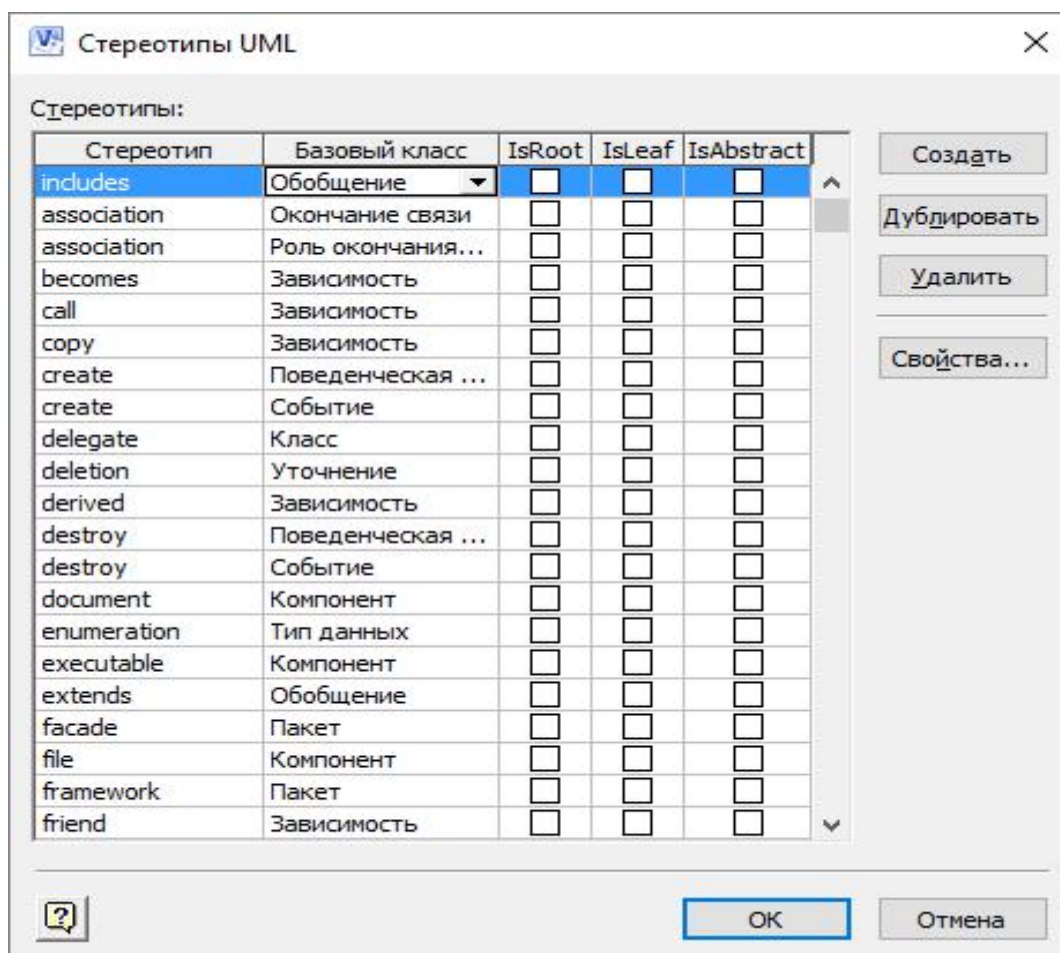 Стереотипы UML
Стереотипы:
Стереотип Базовый класс IsRoot IsLeaf IsAbstract
includes Обобщение
association Окончание связи
association Роль окончания...
becomes Зависимость
call Зависимость
copy Зависимость
create Поведенческая ...
create Событие
delegate Класс
deletion Уточнение
derived Зависимость
destroy Поведенческая ...
destroy Событие
document Компонент
enumeration Тип данных
executable Компонент
extends Обобщение
facade Пакет
file Компонент
framework Пакет
friend Зависимость
Создать
Дублировать
Удалить
Свойства...
OK Отмена